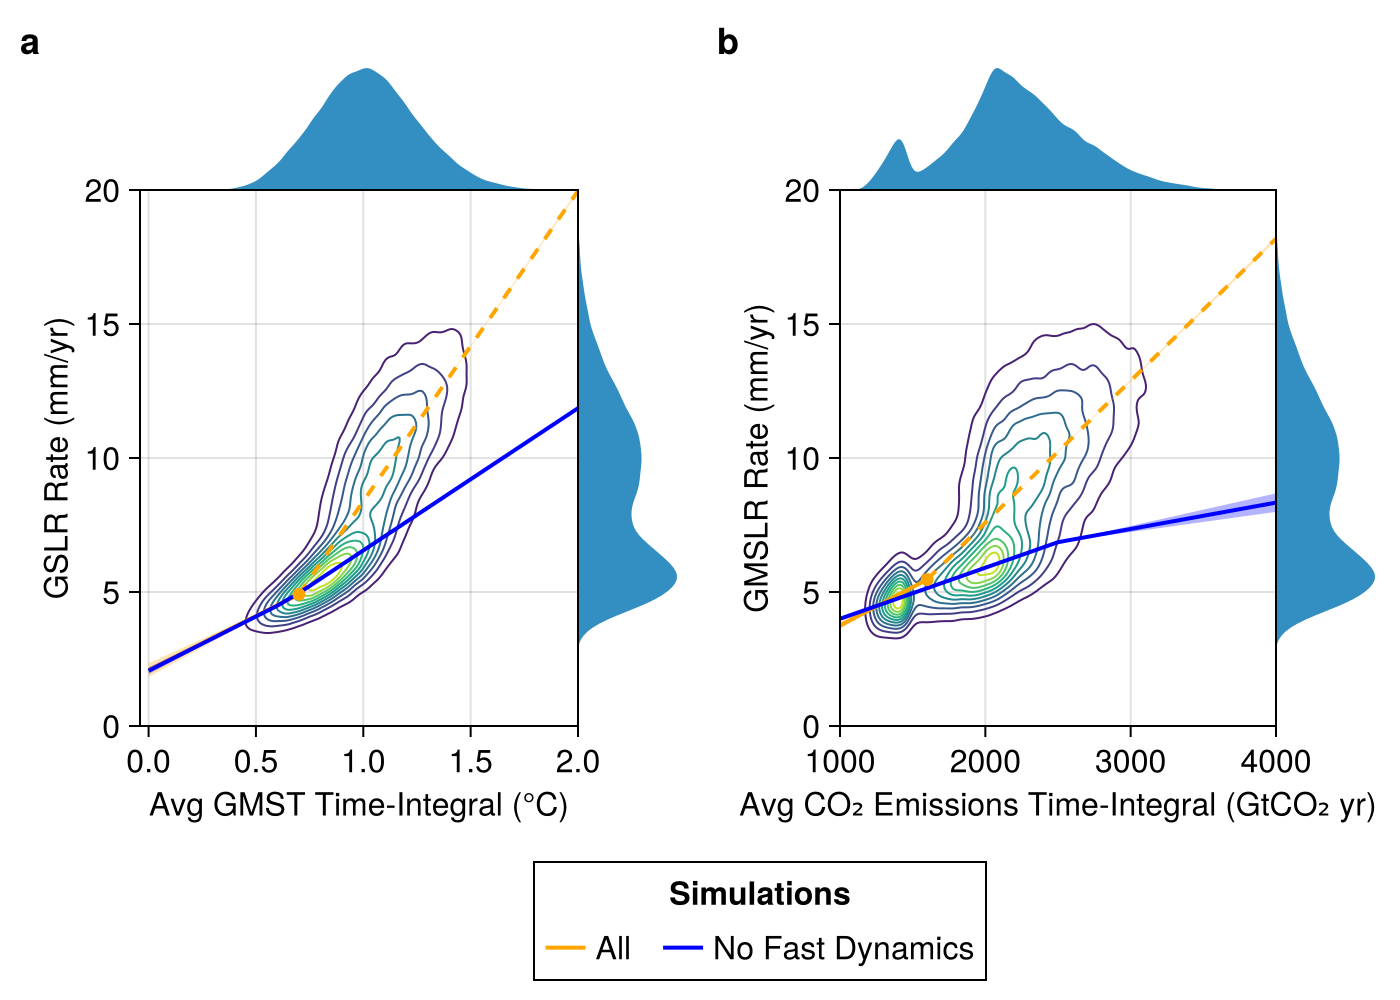 a
b
20
15
10
5
0
GSLR Rate (mm/yr)
0.0 0.5 1.0 1.5 2.0
Avg GMST Time-Integral (°C)
20
15
10
5
0
GMSLR Rate (mm/yr)
1000 2000 3000 4000
Avg CO₂ Emissions Time-Integral (GtCO₂ yr)
Simulations
All No Fast Dynamics